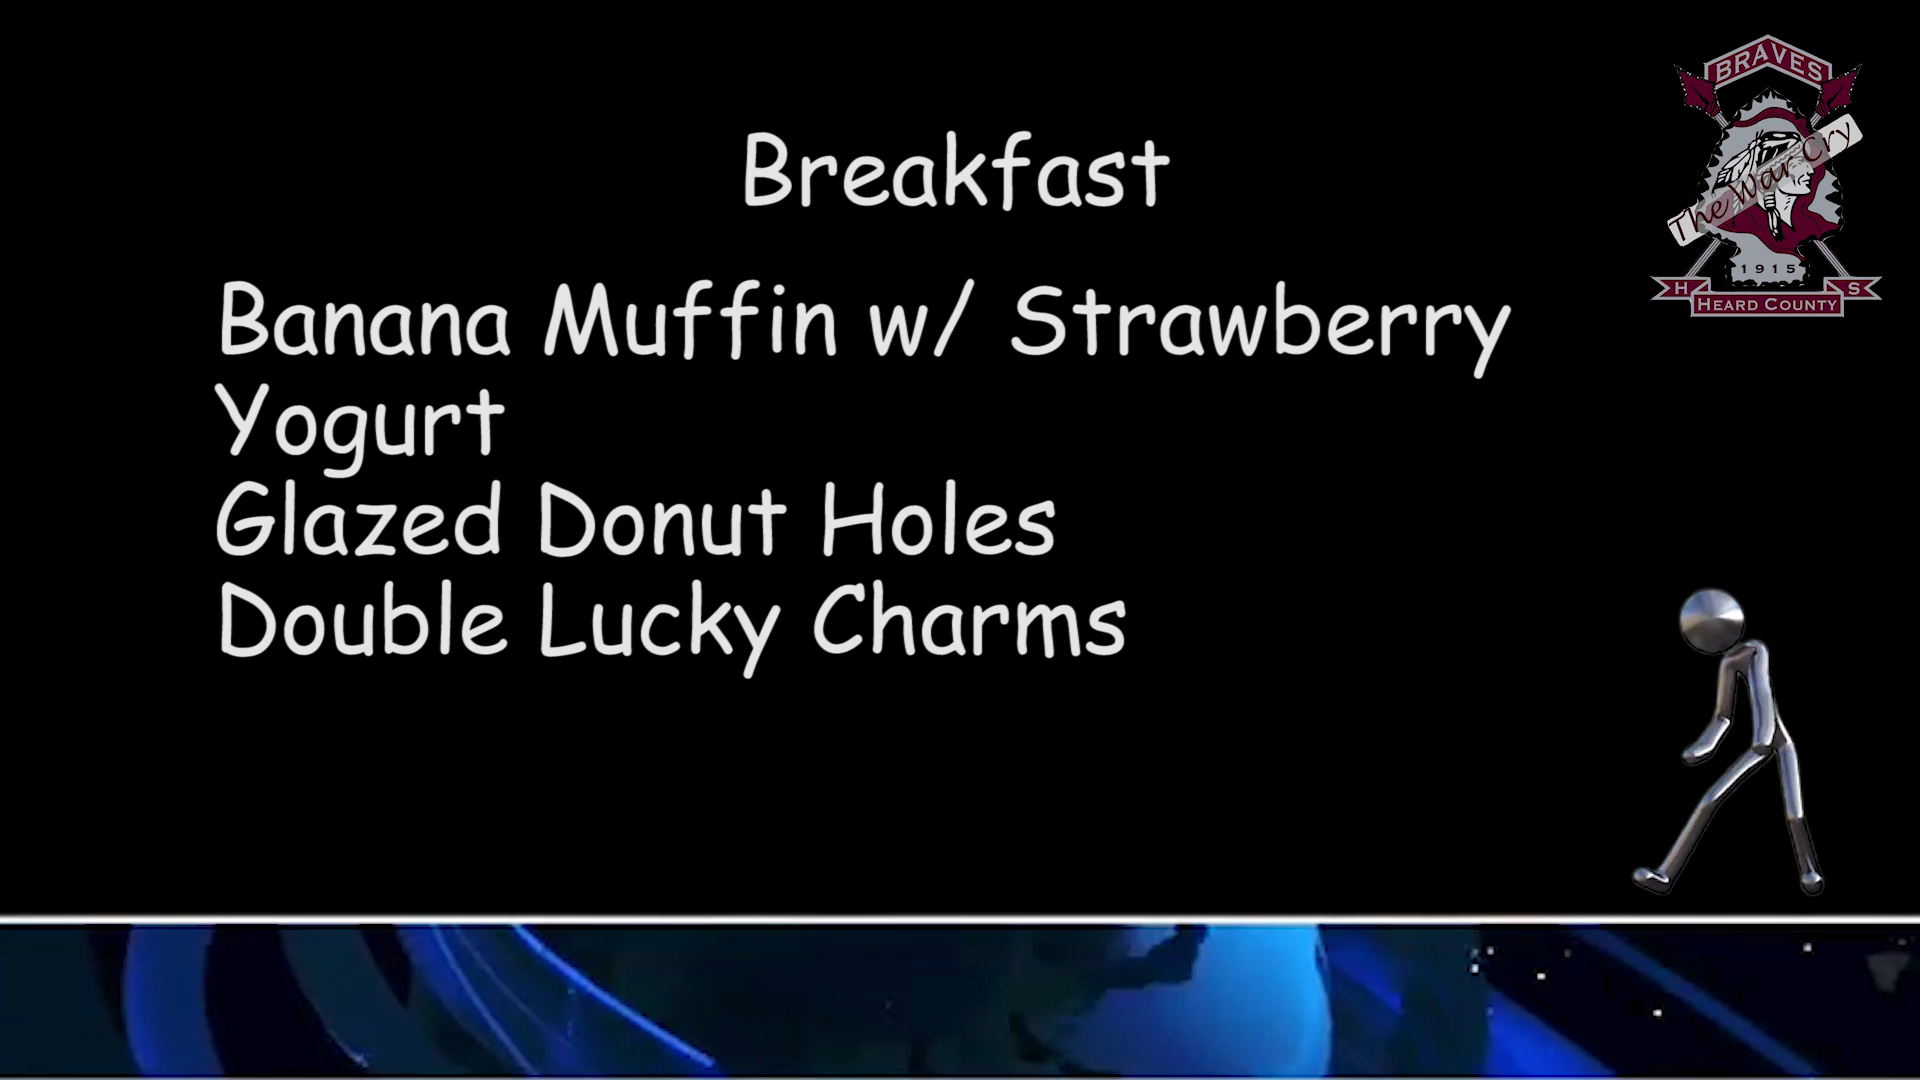 BRAVES
The War Cry
1915
H S
HEARD COUNTY
Breakfast
Banana Muffin w/ Strawberry
Yogurt
Glazed Donut Holes
Double Lucky Charms